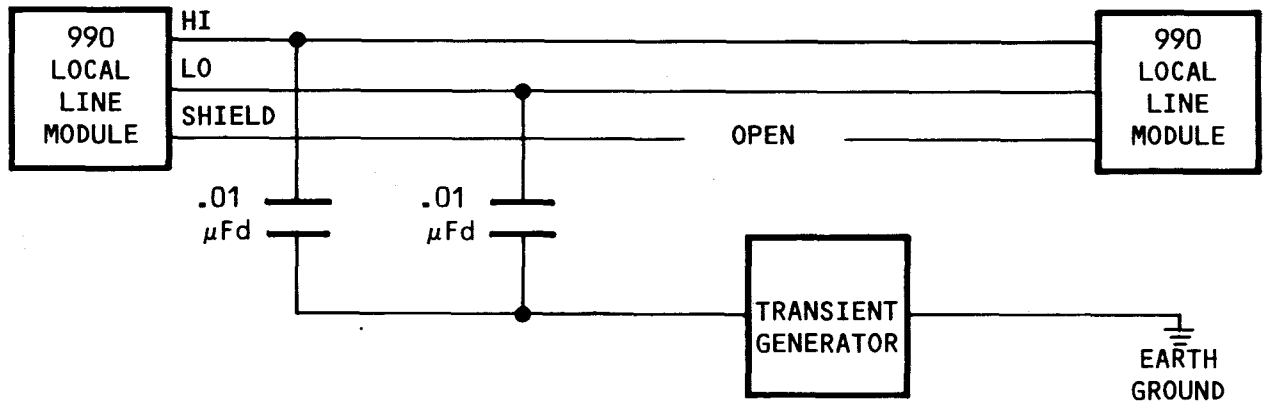 990
LOCAL
LINE
MODULE
HI
LO
SHIELD
OPEN
990
LOCAL
LINE
MODULE
.01
μFd
.01
μFd
TRANSIENT
GENERATOR
EARTH
GROUND